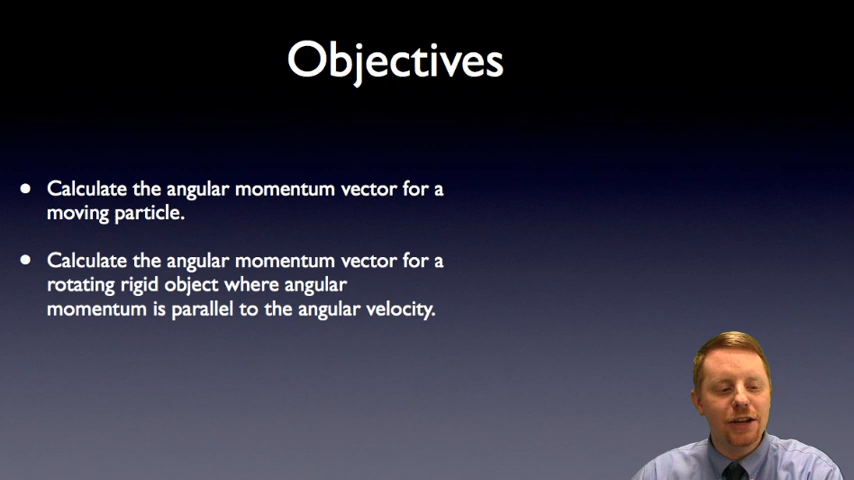 Objectives
• Calculate the angular momentum vector for a
moving particle.
• Calculate the angular momentum vector for a
rotating rigid object where angular
momentum is parallel to the angular velocity.